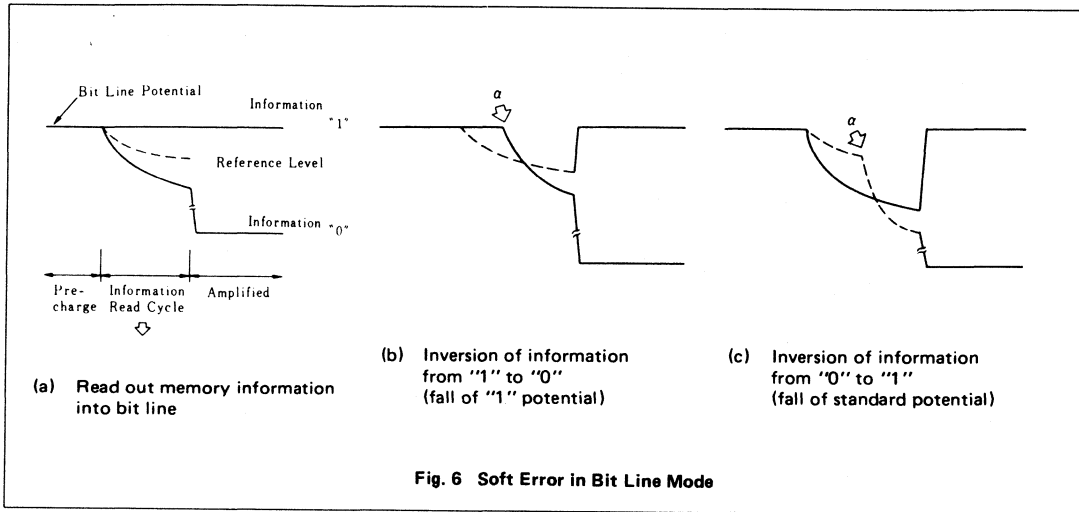 Bit Line Potential
Information
"1"
Reference Level
Information "0"
Pre-
charge
Information
Read Cycle
Amplified
(a) Read out memory information
into bit line
α
(b) Inversion of information
from "1" to "0"
(fall of "1" potential)
α
(c) Inversion of information
from "0" to "1"
(fall of standard potential)
Fig. 6 Soft Error in Bit Line Mode